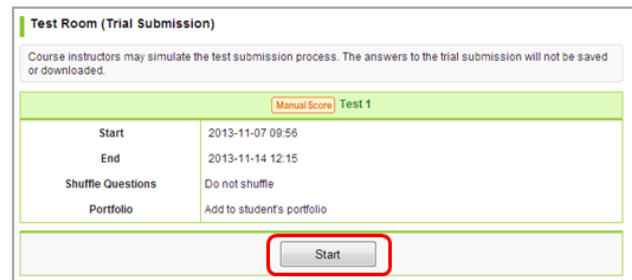 Test Room (Trial Submission)
Course instructors may simulate the test submission process. The answers to the trial submission will not be saved
or downloaded.
Manual Score Test 1
Start 2013-11-07 09:56
End 2013-11-14 12:15
Shuffle Questions Do not shuffle
Portfolio Add to student's portfolio
Start